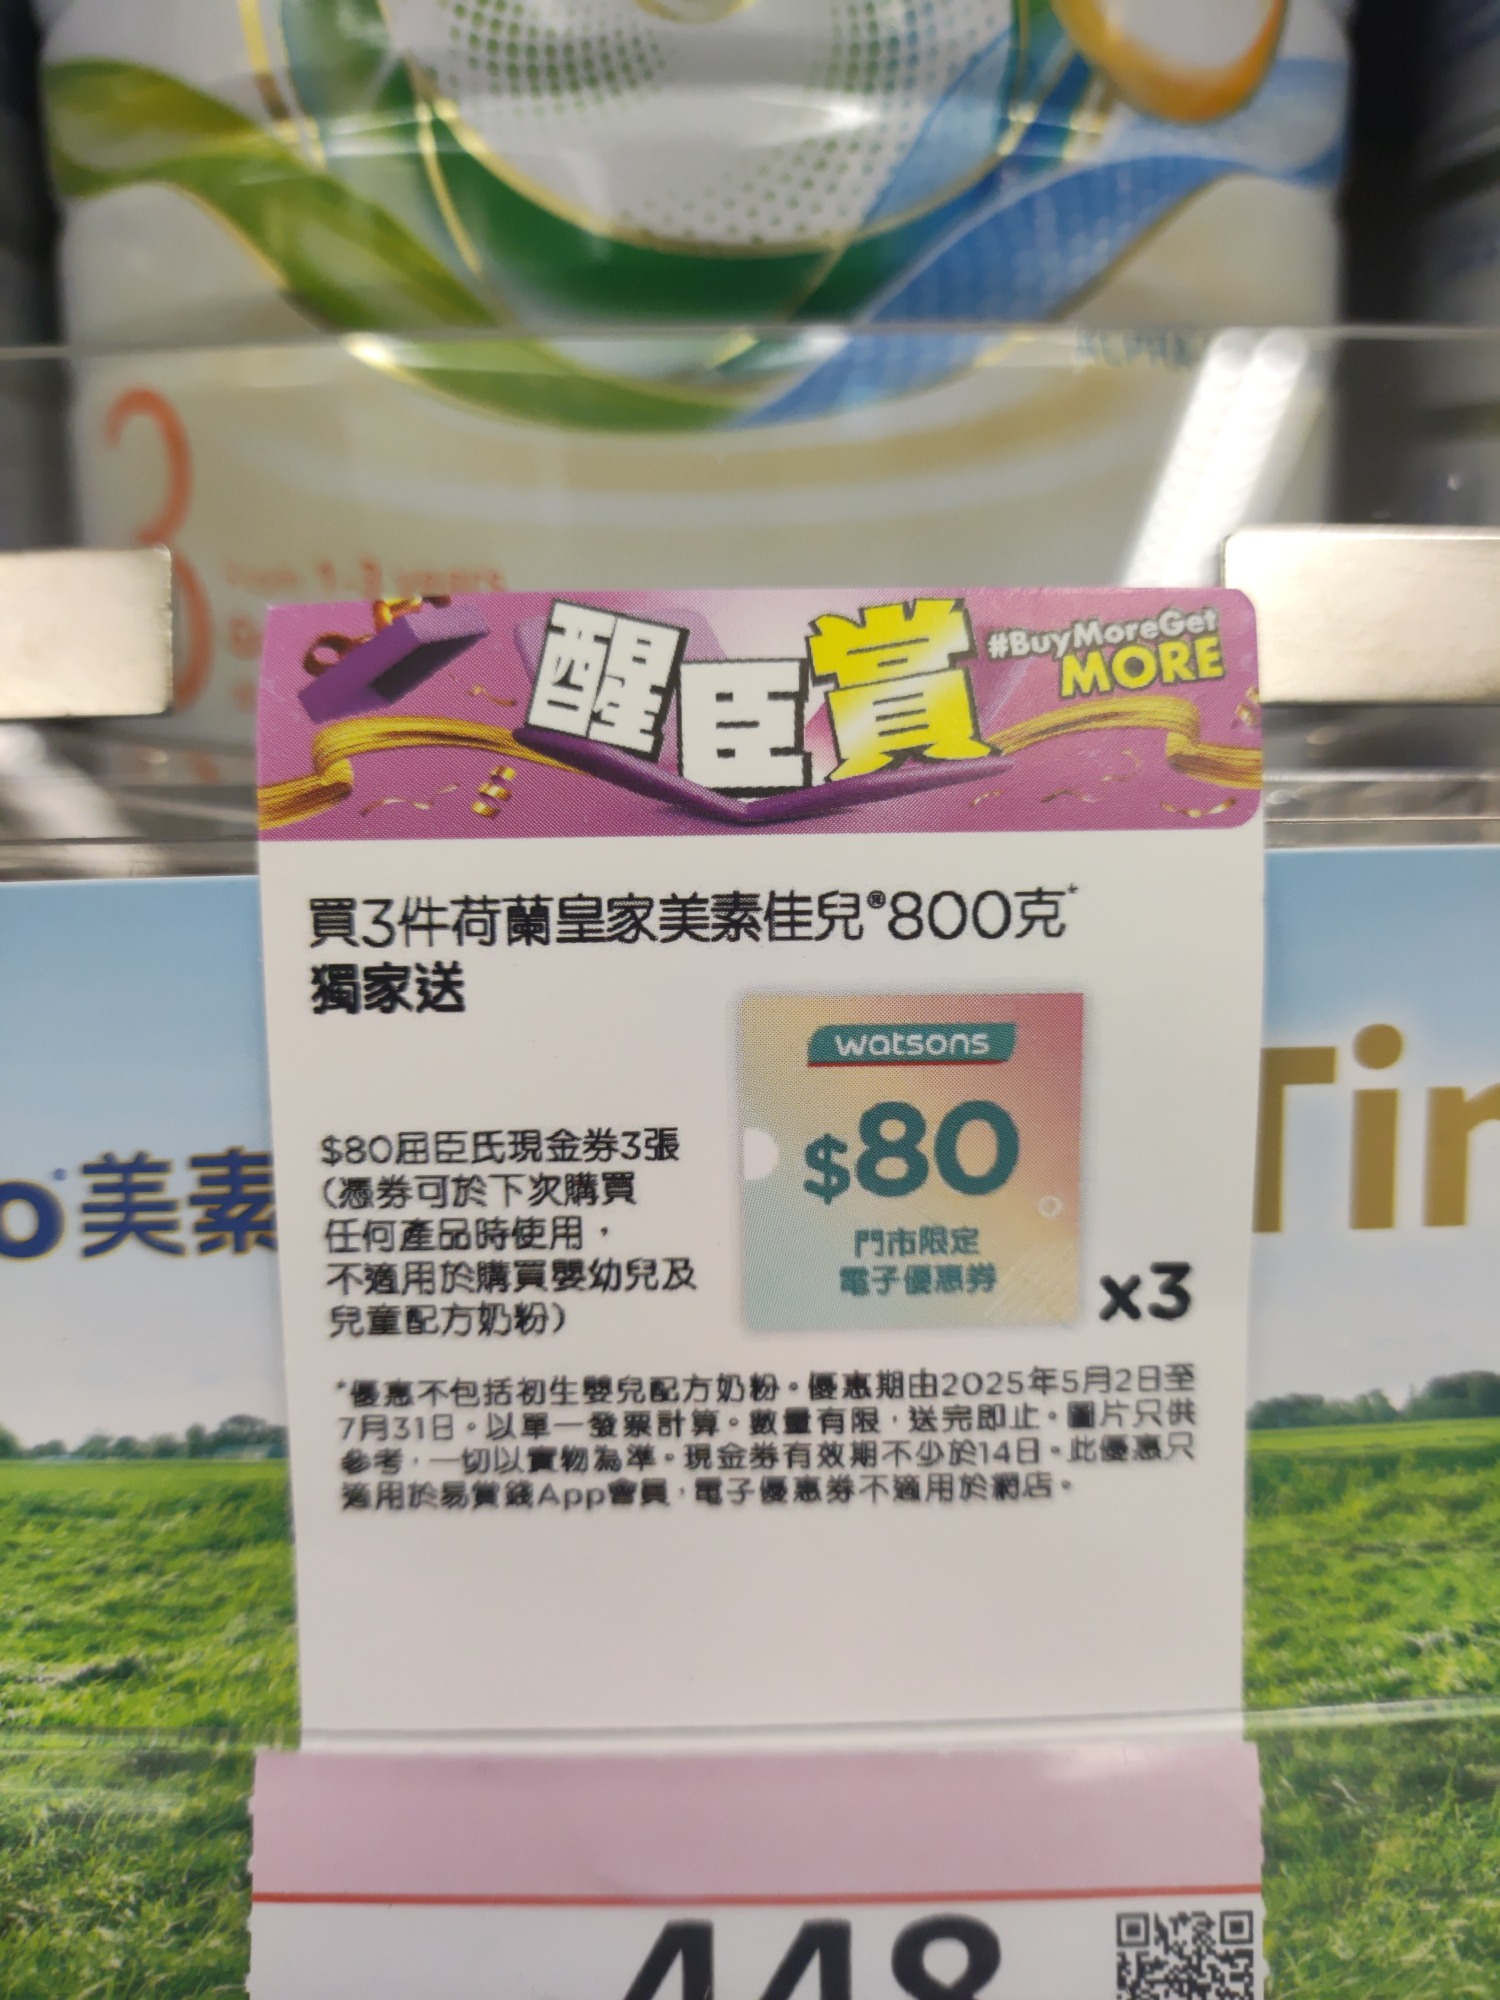 3
From 1-3 years
醒臣賞
#BuyMoreGet
MORE
買3件荷蘭皇家美素佳兒®800克*
獨家送
watsons
$80
門市限定
電子優惠券
x3
$80屈臣氏現金券3張
(憑券可於下次購買
任何產品時使用，
不適用於購買嬰幼兒及
兒童配方奶粉)
*優惠不包括初生嬰兒配方奶粉。優惠期由2025年5月2日至
7月31日。以單一發票計算。數量有限，送完即止。圖片只供
參考，一切以實物為準。現金券有效期不少於14日。此優惠只
適用於易賞錢App會員，電子優惠券不適用於網店。
o美素
Tin
448